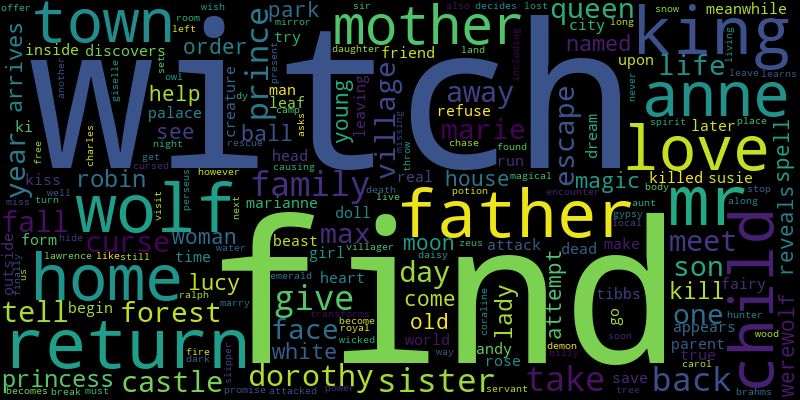 offer town prince park mother queen king meanwhile
another room wish sir decides lost also snow
mirror try city long
left daughter land
inside discovers order friend named upon
arrives witch life learns
owl giselle creature present including living leave
help man young leaving village away escape never anne
year palace leaf refuse dream spirit later place
ki see ball camp missing marie chase found love spell
free charles night asks throw run
get rescue causing head magical
kiss robin however family real house magic killed susie
cursed dy death encounter body stop
miss well turn visit perseus next marianne doll live potion aunt along
wolf father mr
fall form hide woman max moon attack gypsy local dead make meet reveals
outside curse beast villager
us finally lawrence like still time water girl zeus daisy son
home emerald heart coraline attempt tibbs kill fairy child
lucy day come lady go
tell begin forest give old one hunter
ralph marry transforms become royal world soon appears
return face wicked way andy demon billy parent wood
fire dark white rose true carol
slipper find werewolf
princess castle dorothy sister take save back
becomes break must promise attacked power servant tree brahms